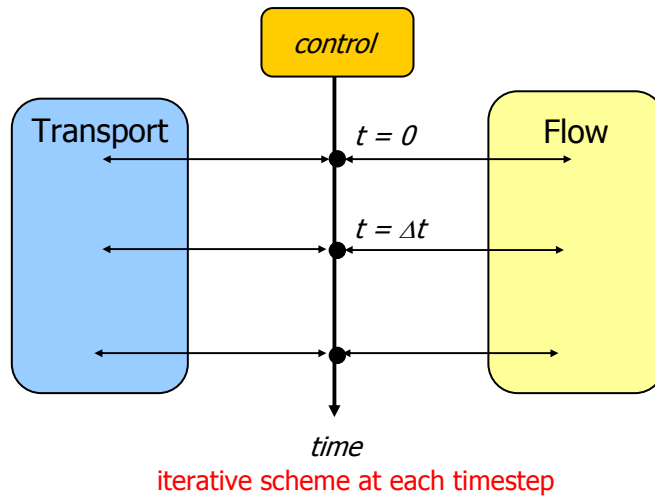 control
Transport
Flow
t = 0
t = Δt
time
iterative scheme at each timestep